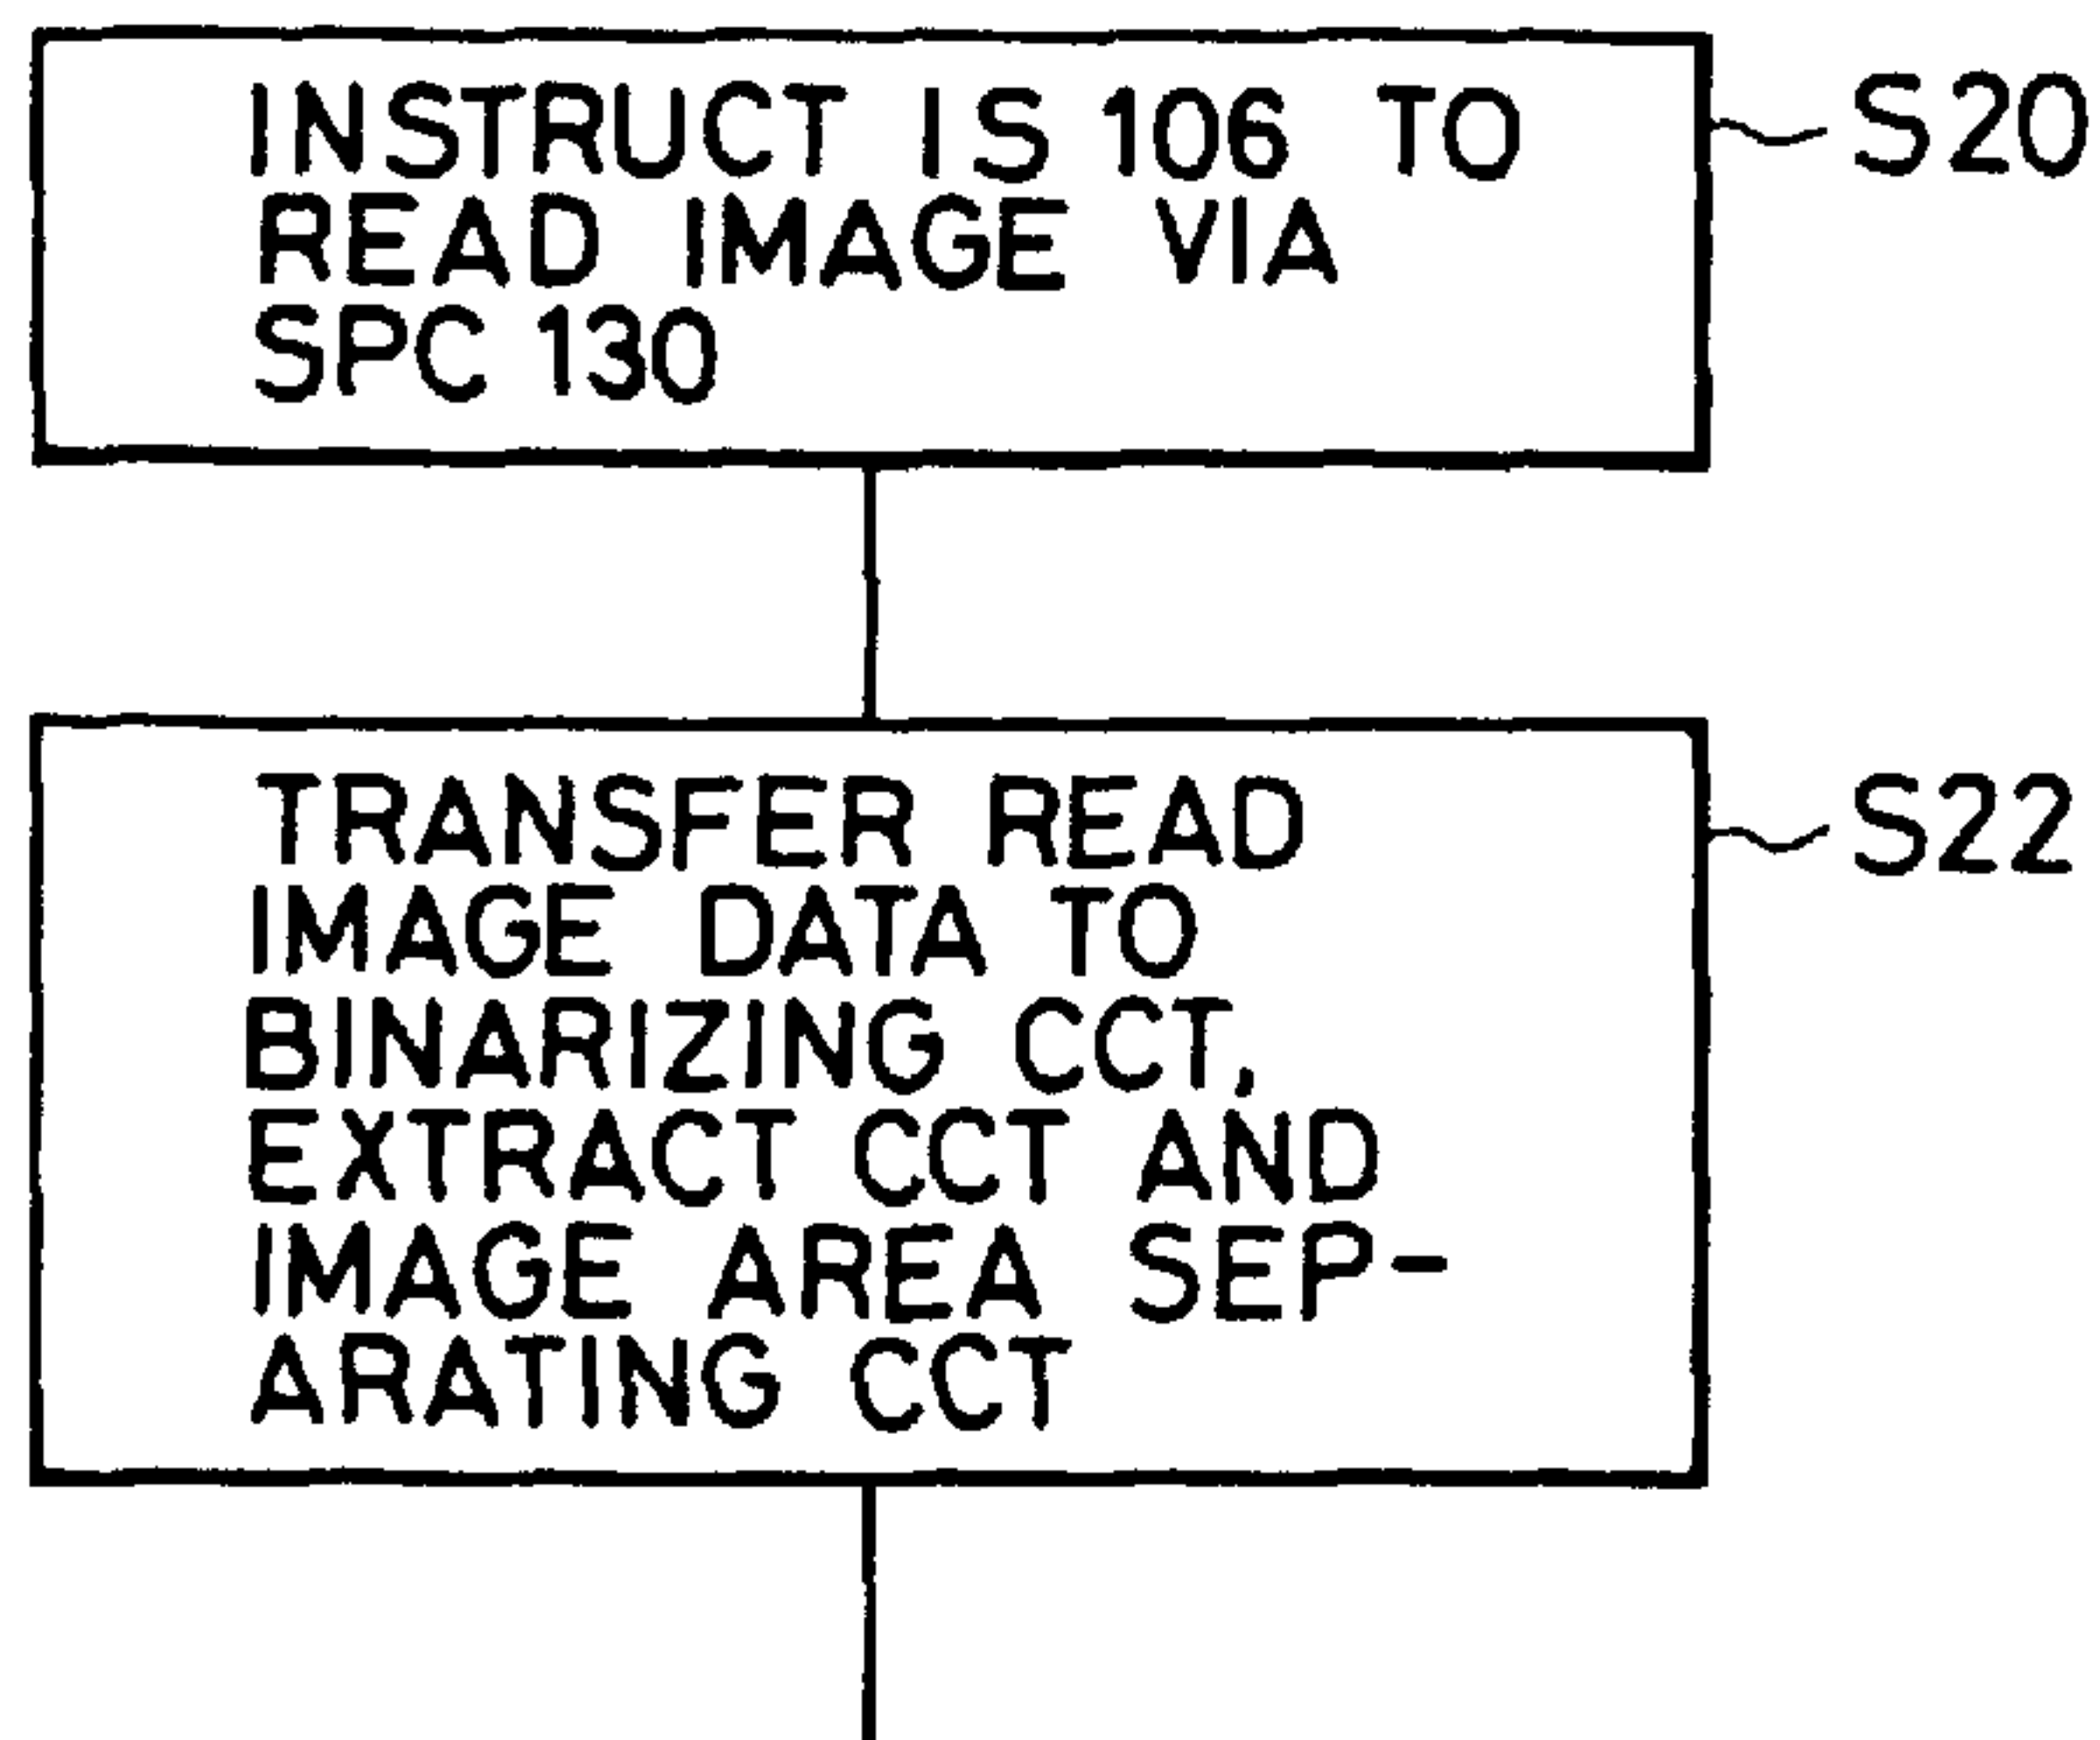 INSTRUCT IS 106 TO
READ IMAGE VIA
SPC 130
S20
TRANSFER READ
IMAGE DATA TO
BINARIZING CCT,
EXTRACT CCT AND
IMAGE AREA SEP-
ARATING CCT
S22